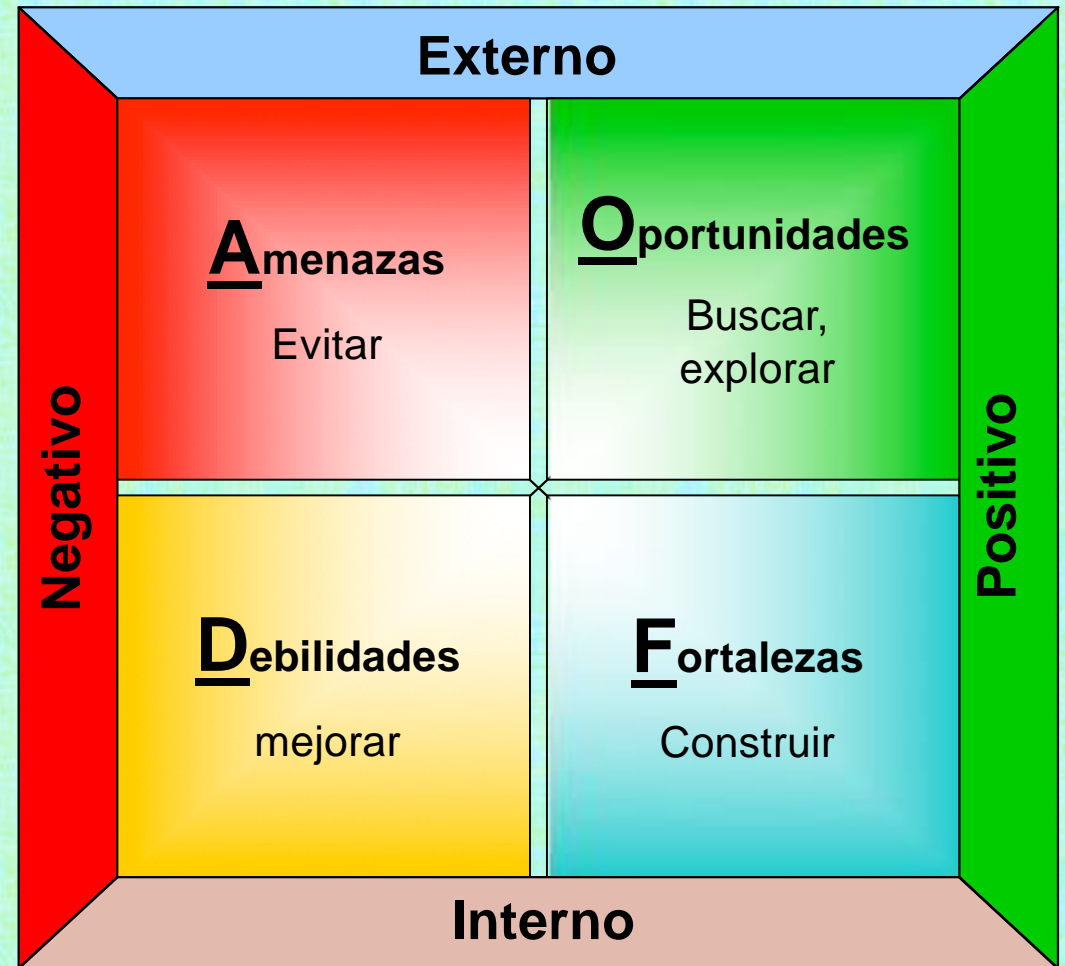 Externo
Negativo
Amenazas
Evitar
Oportunidades
Buscar,
explorar
Positivo
Debilidades
mejorar
Fortalezas
Construir
Interno